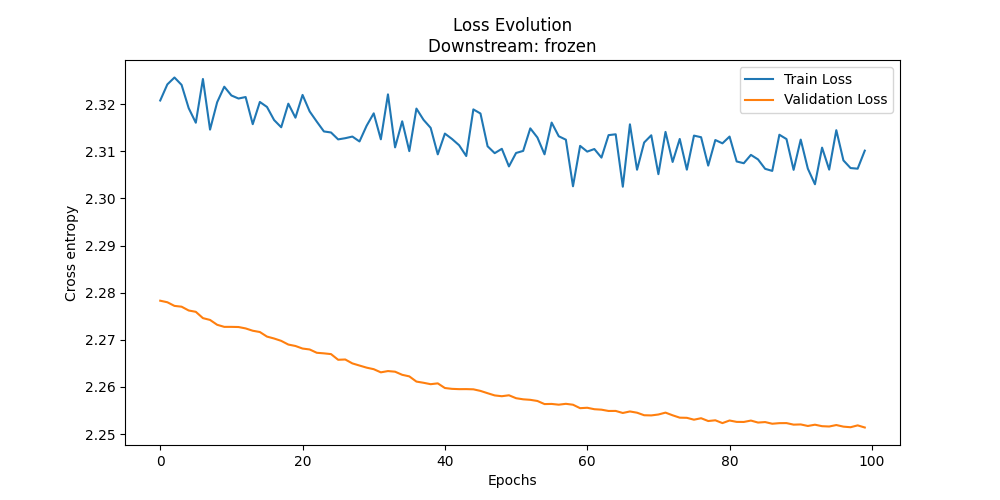 Loss Evolution
Downstream: frozen
Train Loss
Validation Loss
2.32
2.31
2.30
2.29
2.28
2.27
2.26
2.25
Cross entropy
0
20
40
60
80
100
Epochs